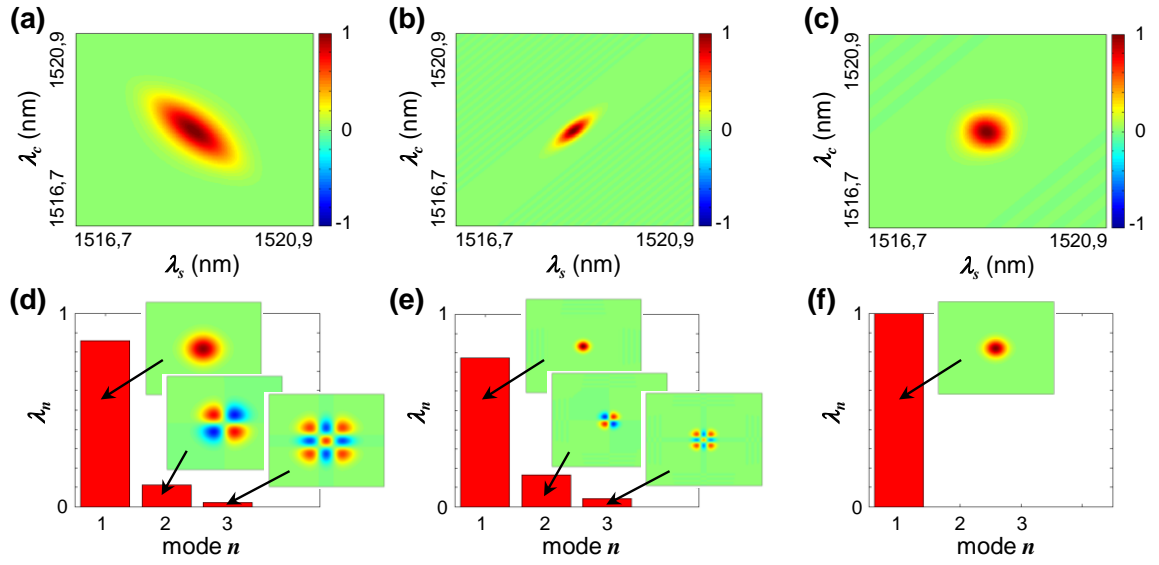 (a)
(b)
(c)
1520,9
1516,7
λc (nm)
1
0
-1
1516,7
1520,9
λs (nm)
1520,9
1516,7
λc (nm)
1
0
-1
1516,7
1520,9
λs (nm)
1520,9
1516,7
λc (nm)
1
0
-1
1516,7
1520,9
λs (nm)
(d)
(e)
(f)
1
λn
0
1
2
3
mode n
1
λn
0
1
2
3
mode n
1
λn
0
1
2
3
mode n